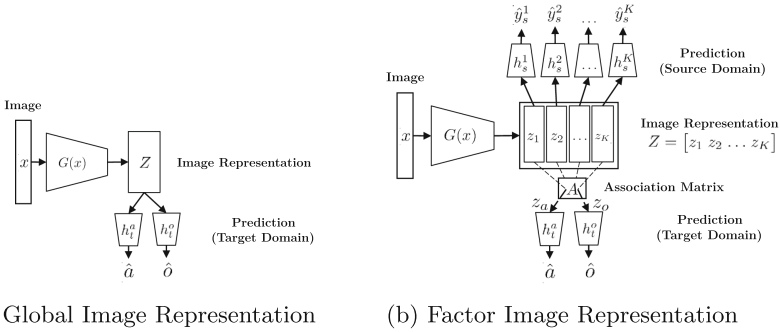 Image
x
G(x)
Z
Image Representation
h_t^a h_t^o
Prediction
(Target Domain)
â ô
Global Image Representation
ŷ_s^1 ŷ_s^2 ... ŷ_s^K
h_s^1 h_s^2 ... h_s^K
Prediction
(Source Domain)
Image
x
G(x)
z_1 z_2 ... z_K
Image Representation
Z = [z_1 z_2 ... z_K]
A
Association Matrix
z_a z_o
h_t^a h_t^o
Prediction
(Target Domain)
â ô
(b) Factor Image Representation